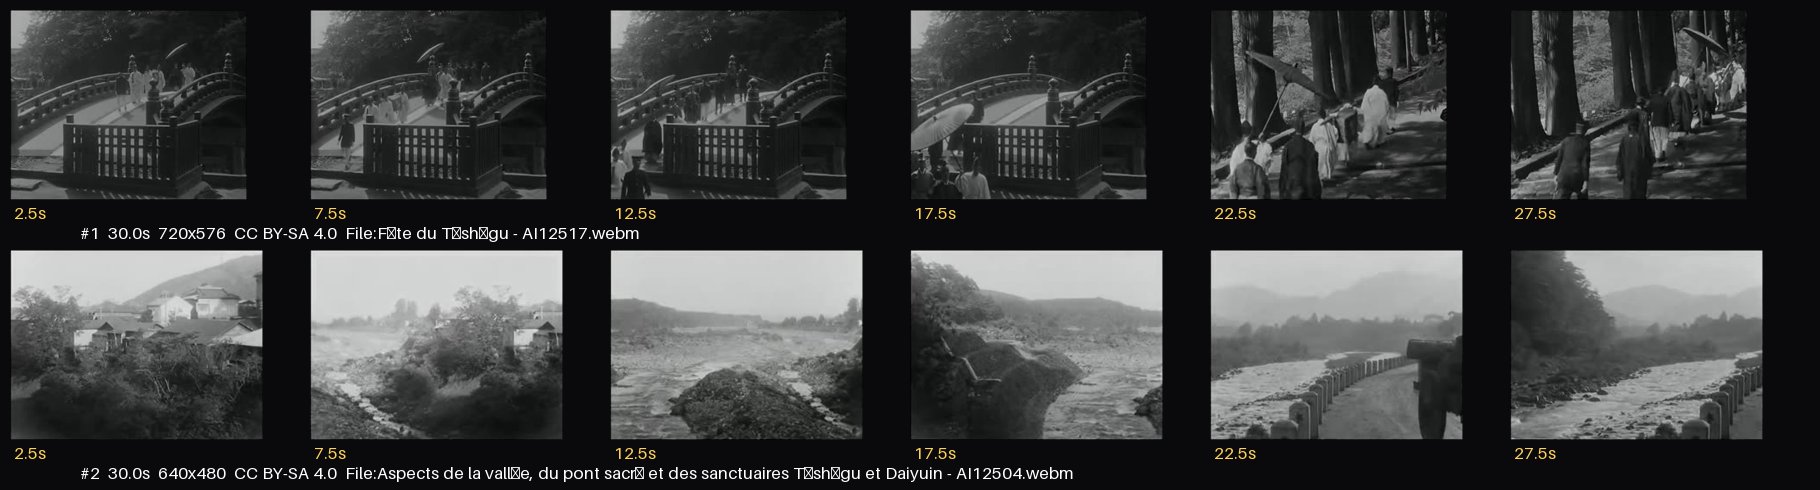 2.5s 7.5s 12.5s 17.5s 22.5s 27.5s
#1 30.0s 720x576 CC BY-SA 4.0 File:F▯te du T▯sh▯gu - AI12517.webm
2.5s 7.5s 12.5s 17.5s 22.5s 27.5s
#2 30.0s 640x480 CC BY-SA 4.0 File:Aspects de la vall▯e, du pont sacr▯ et des sanctuaires T▯sh▯gu et Daiyuin - AI12504.webm